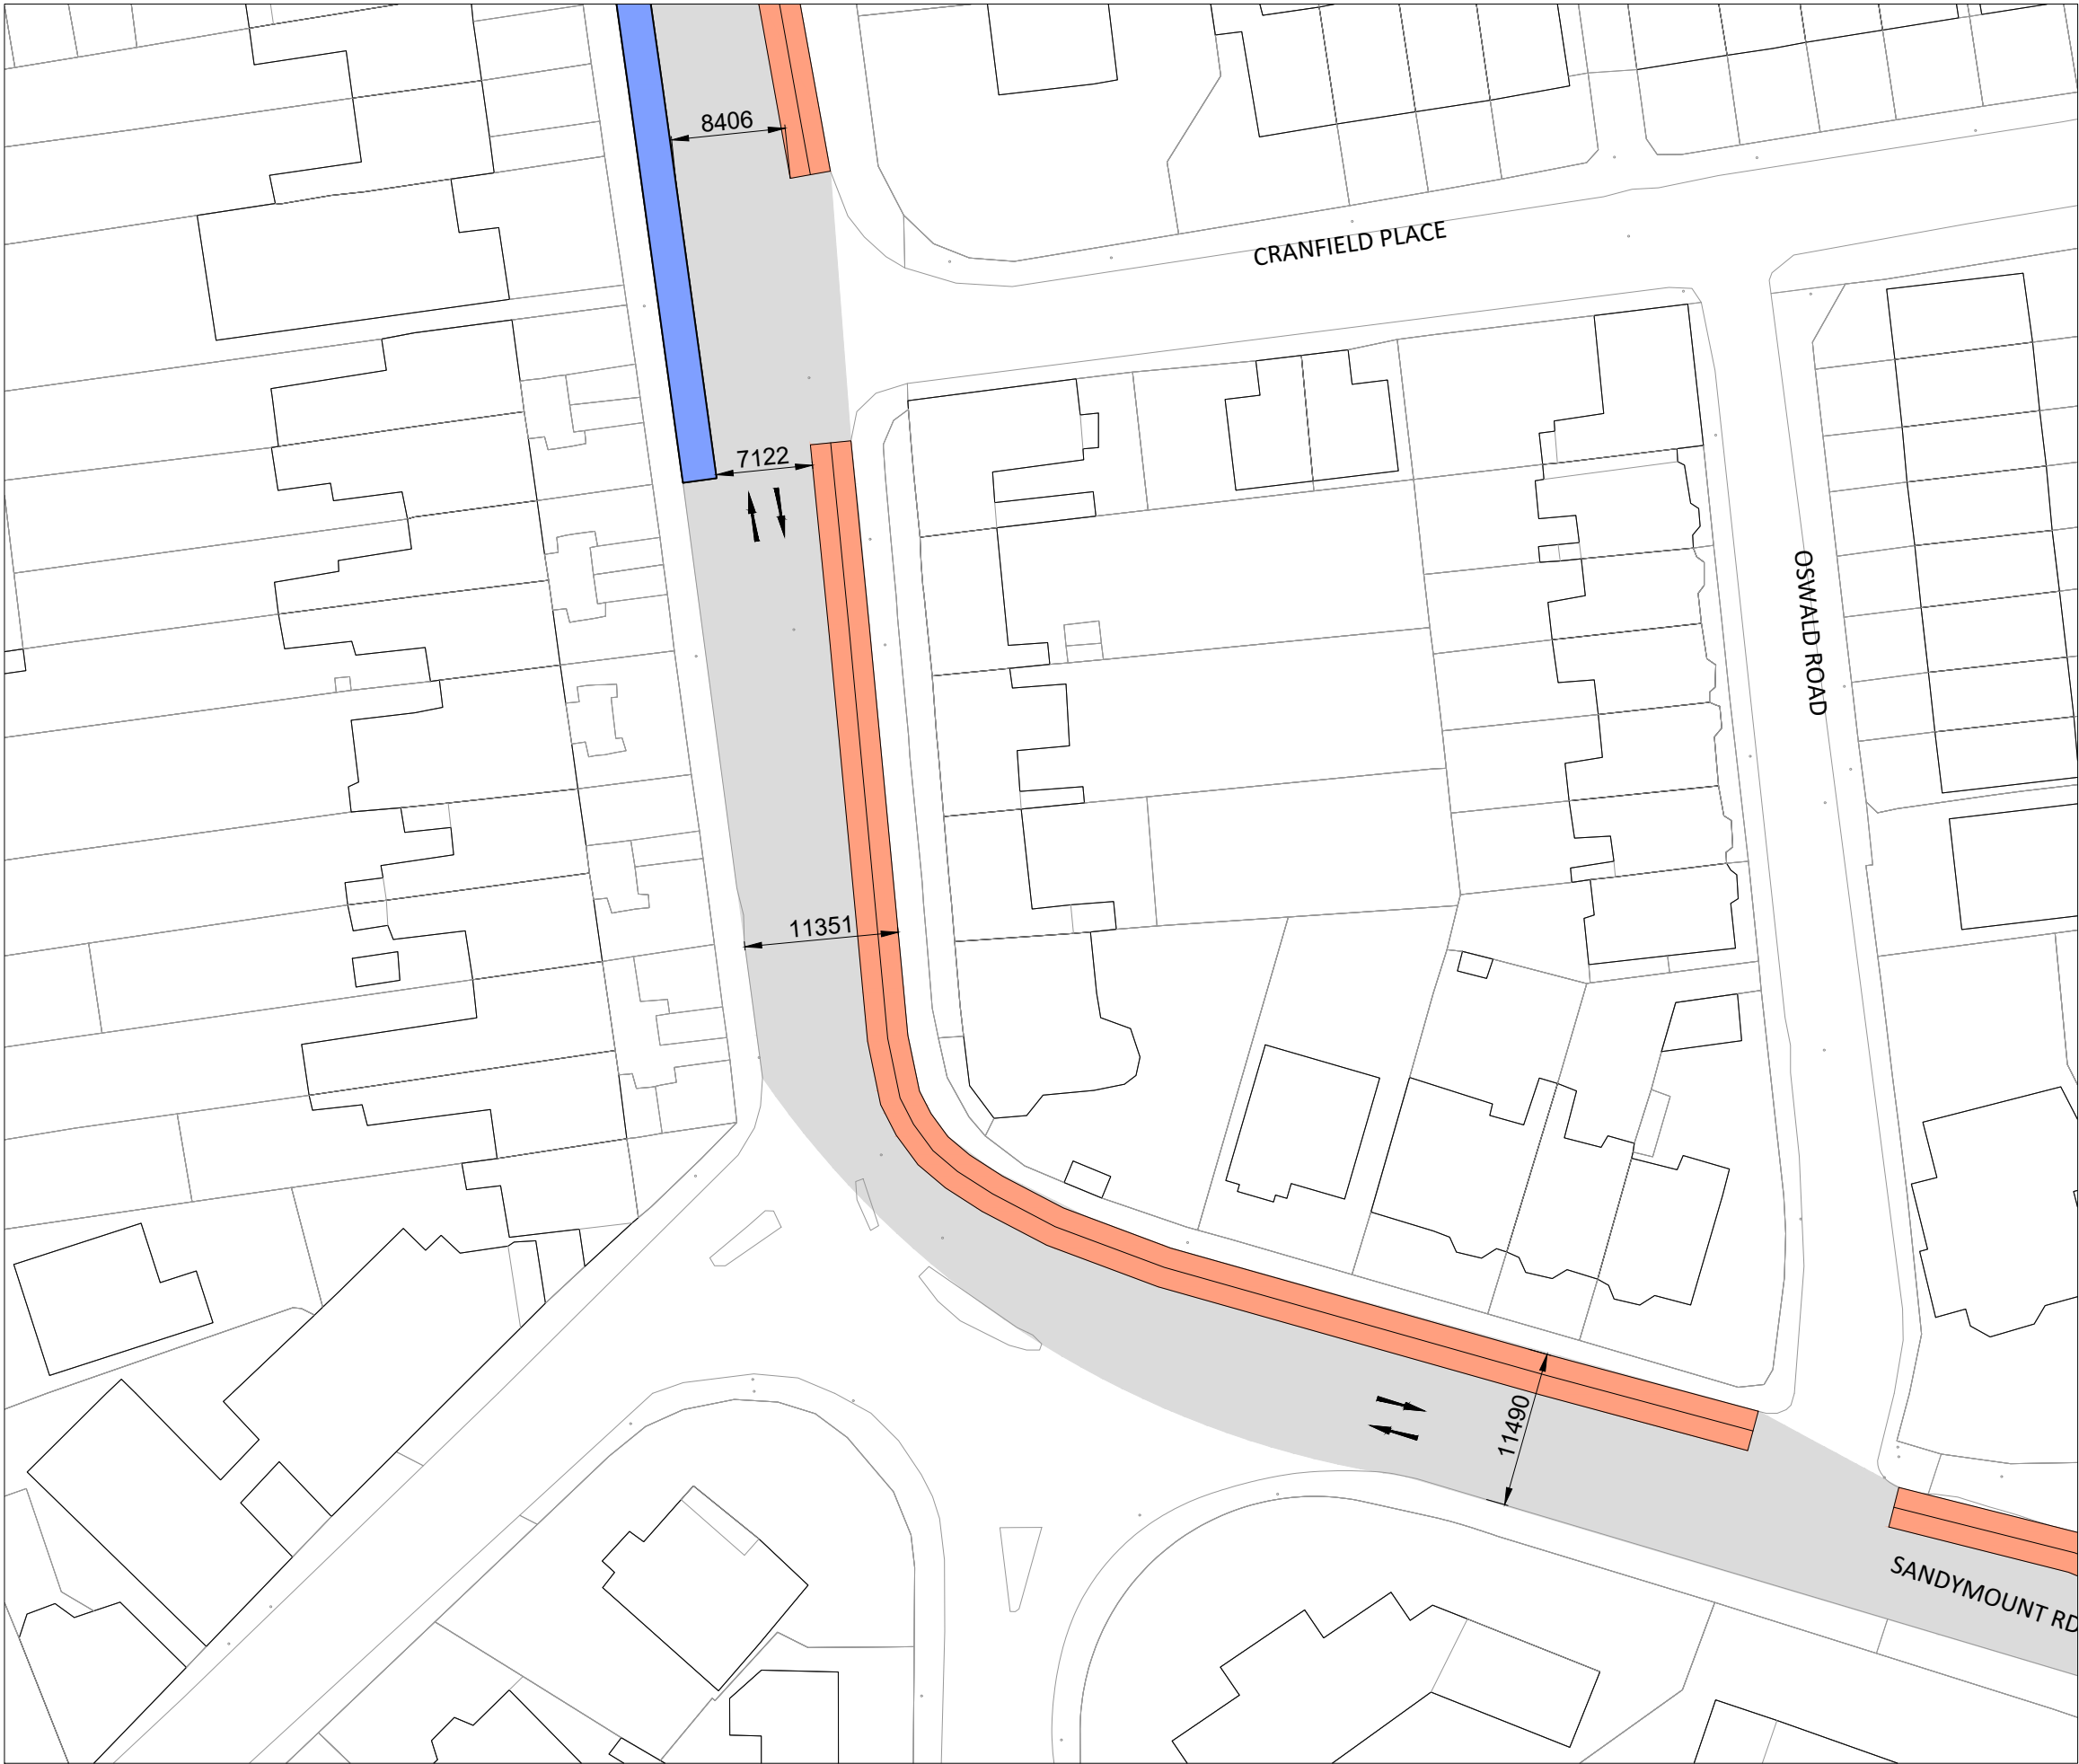 8406
CRANFIELD PLACE
7122
OSWALD ROAD
11351
11490
SANDYMOUNT RD